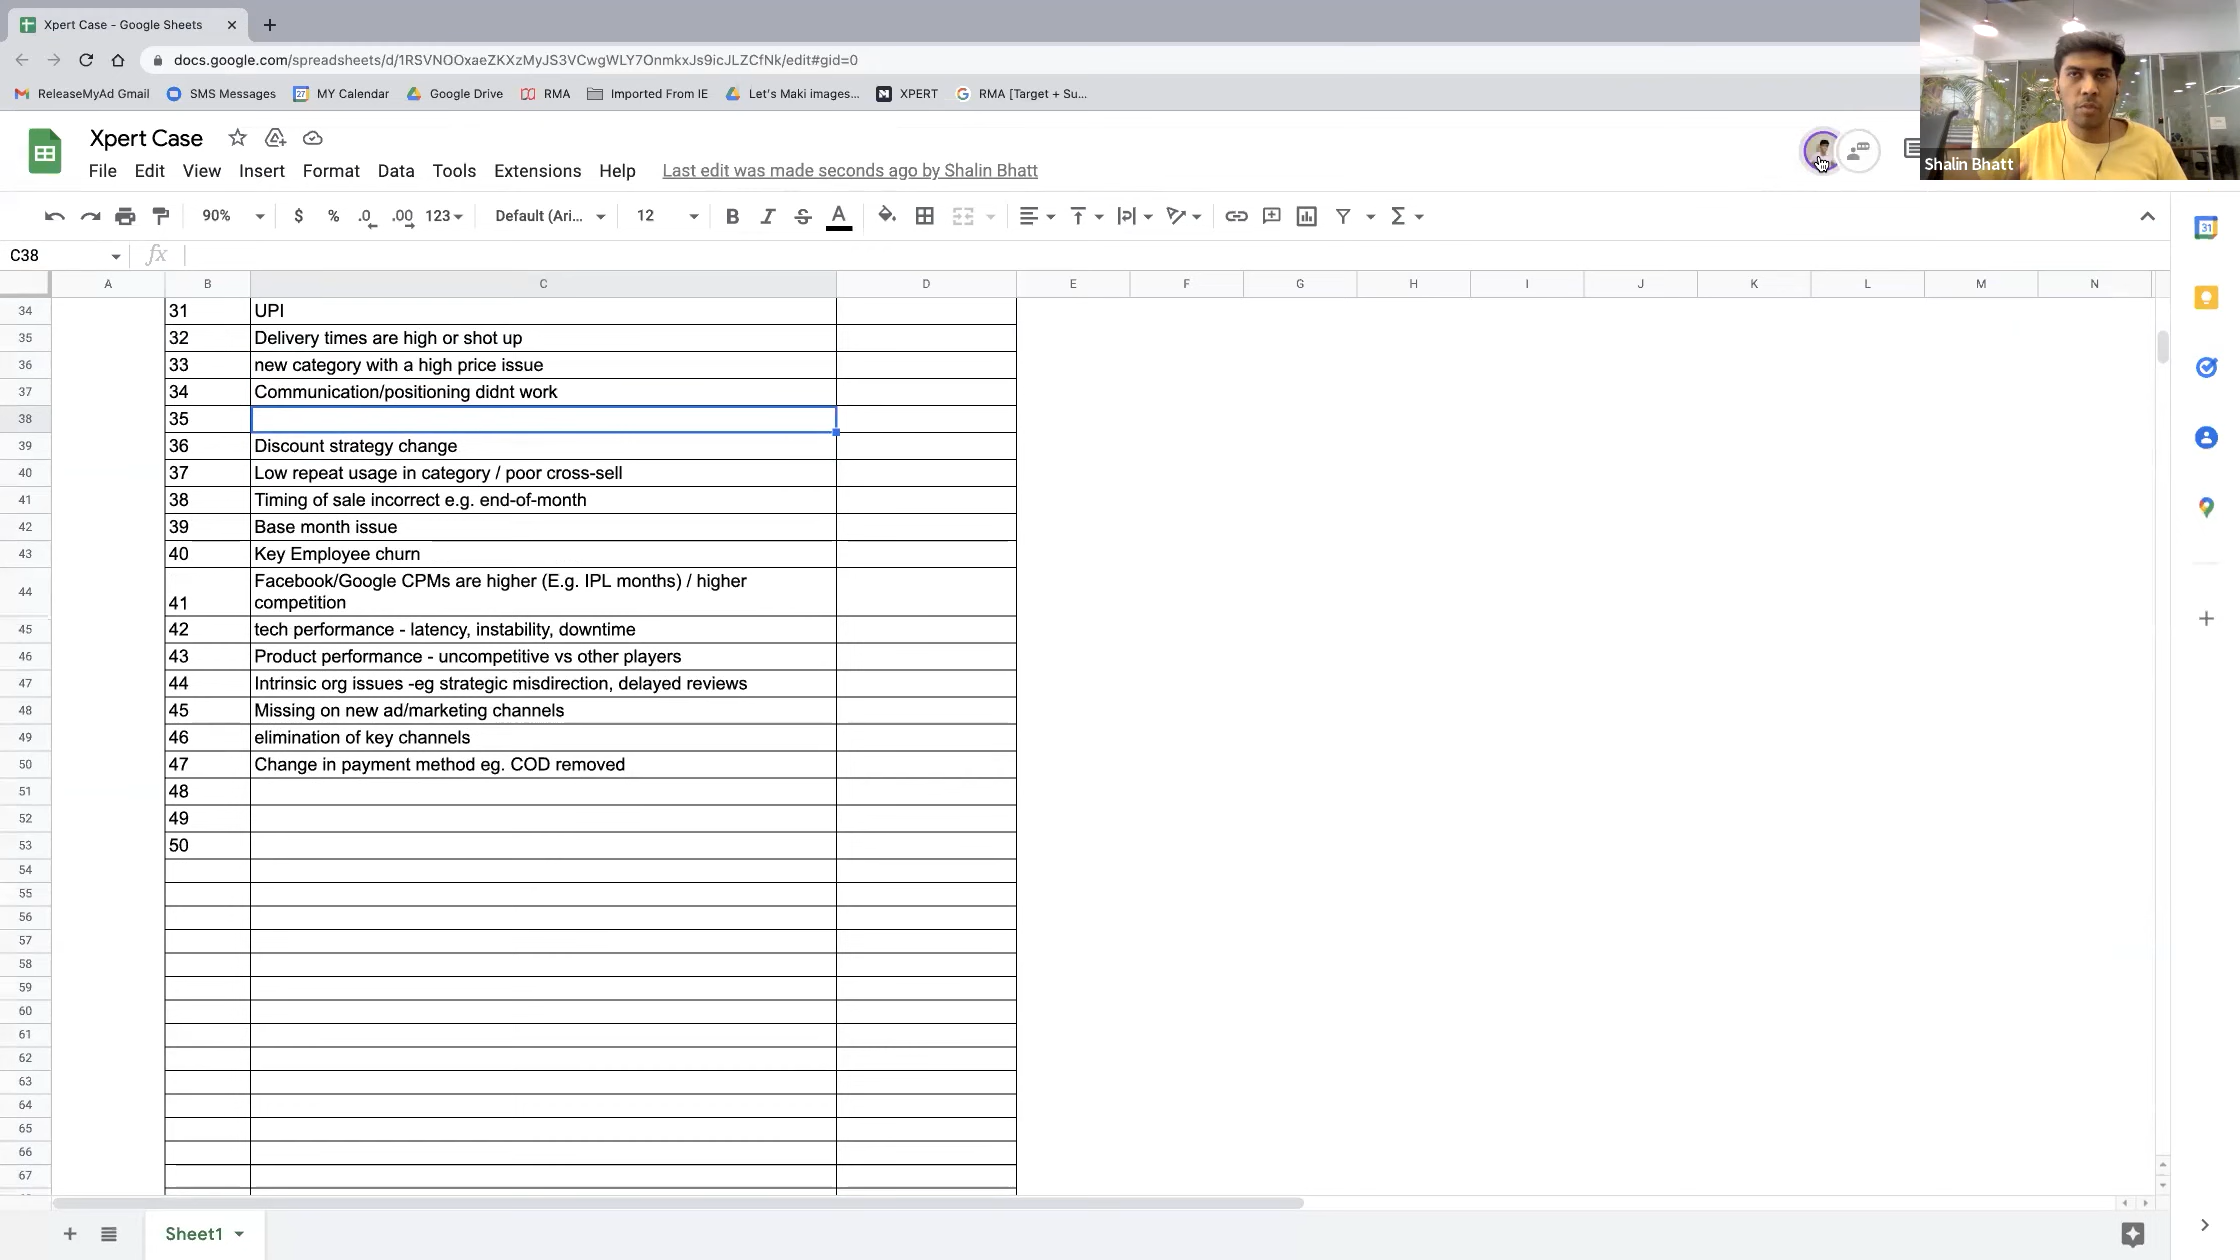 Xpert Case - Google Sheets
docs.google.com/spreadsheets/d/1RSVNOOxaeZKXzMyJS3VCwgWLY7OnmkxJs9icJLZCfNk/edit#gid=0
ReleaseMyAd Gmail SMS Messages MY Calendar Google Drive RMA Imported From IE Let's Maki images... XPERT RMA [Target + Su...
Xpert Case
File Edit View Insert Format Data Tools Extensions Help Last edit was made seconds ago by Shalin Bhatt
Shalin Bhatt
90% $ % .0 .00 123 Default (Ari... 12 B I S A
31
C38 fx
A B C D E F G H I J K L M N
34 31 UPI
35 32 Delivery times are high or shot up
36 33 new category with a high price issue
37 34 Communication/positioning didnt work
38 35
39 36 Discount strategy change
40 37 Low repeat usage in category / poor cross-sell
41 38 Timing of sale incorrect e.g. end-of-month
42 39 Base month issue
43 40 Key Employee churn
44 41 Facebook/Google CPMs are higher (E.g. IPL months) / higher
competition
45 42 tech performance - latency, instability, downtime
46 43 Product performance - uncompetitive vs other players
47 44 Intrinsic org issues -eg strategic misdirection, delayed reviews
48 45 Missing on new ad/marketing channels
49 46 elimination of key channels
50 47 Change in payment method eg. COD removed
51 48
52 49
53 50
54
55
56
57
58
59
60
61
62
63
64
65
66
67
Sheet1